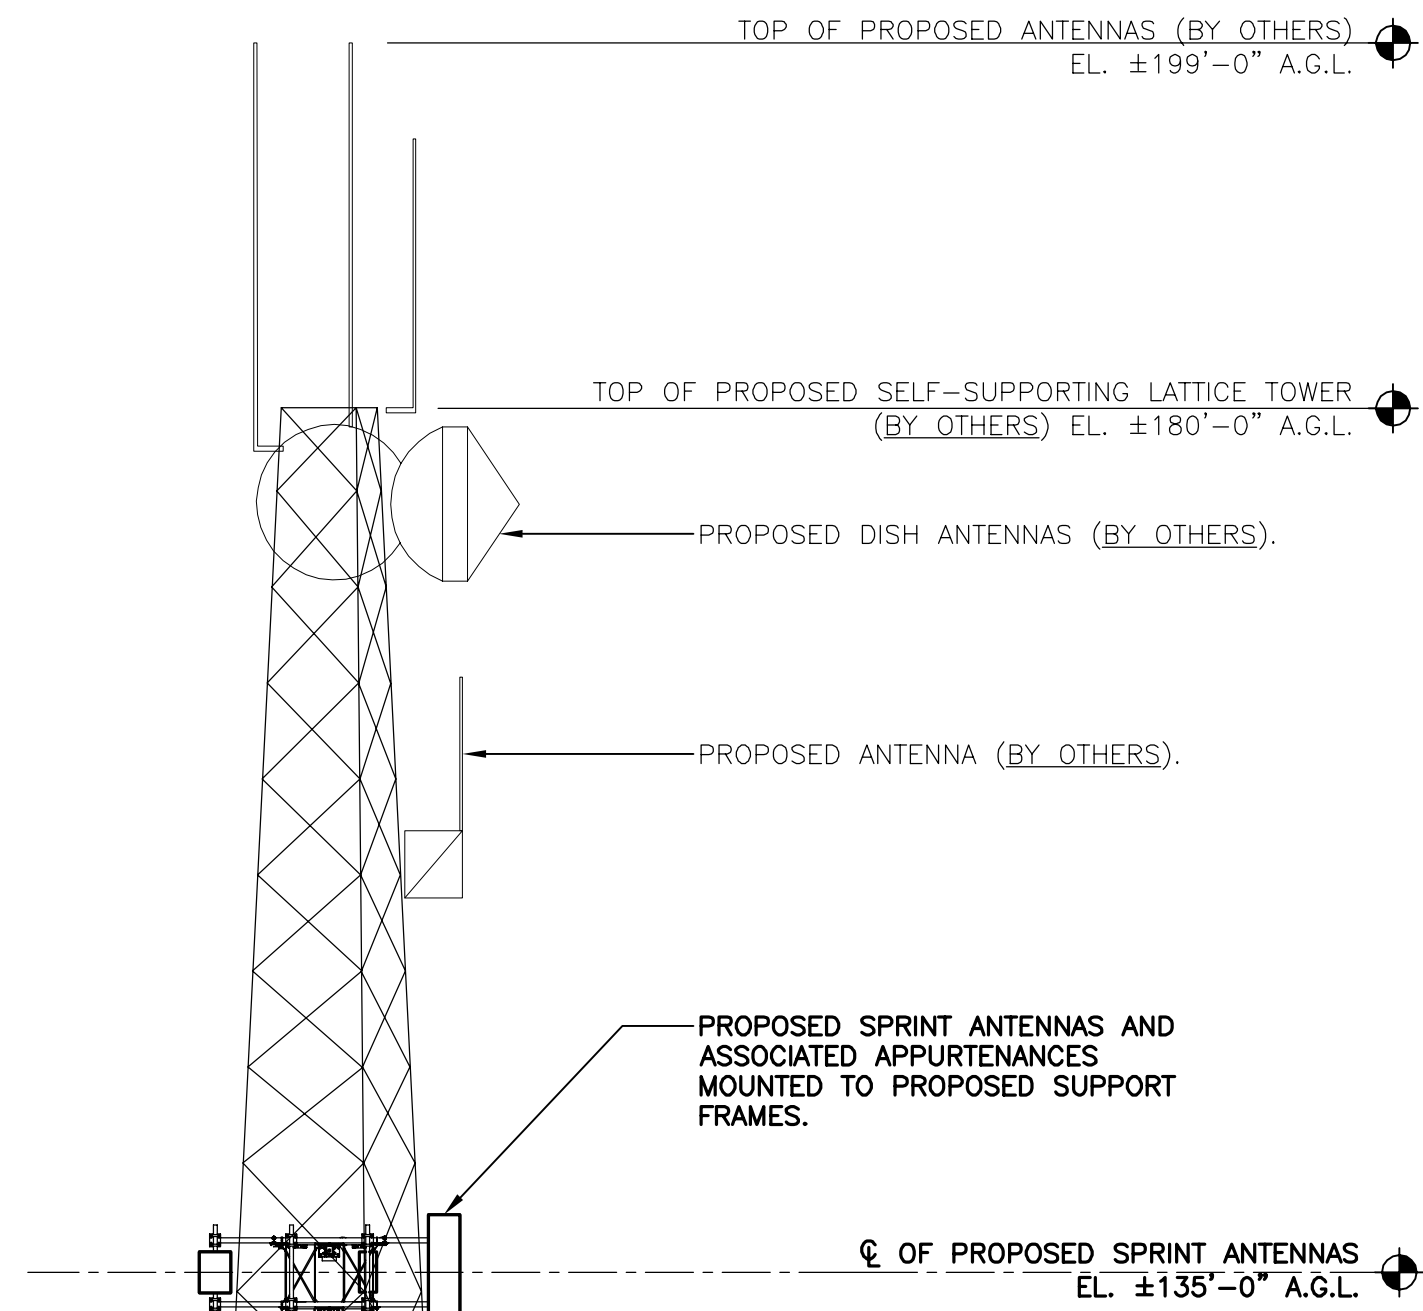 TOP OF PROPOSED ANTENNAS (BY OTHERS)
EL. ±199'-0" A.G.L.
TOP OF PROPOSED SELF-SUPPORTING LATTICE TOWER
(BY OTHERS) EL. ±180'-0" A.G.L.
PROPOSED DISH ANTENNAS (BY OTHERS).
PROPOSED ANTENNA (BY OTHERS).
PROPOSED SPRINT ANTENNAS AND
ASSOCIATED APPURTENANCES
MOUNTED TO PROPOSED SUPPORT
FRAMES.
℄ OF PROPOSED SPRINT ANTENNAS
EL. ±135'-0" A.G.L.